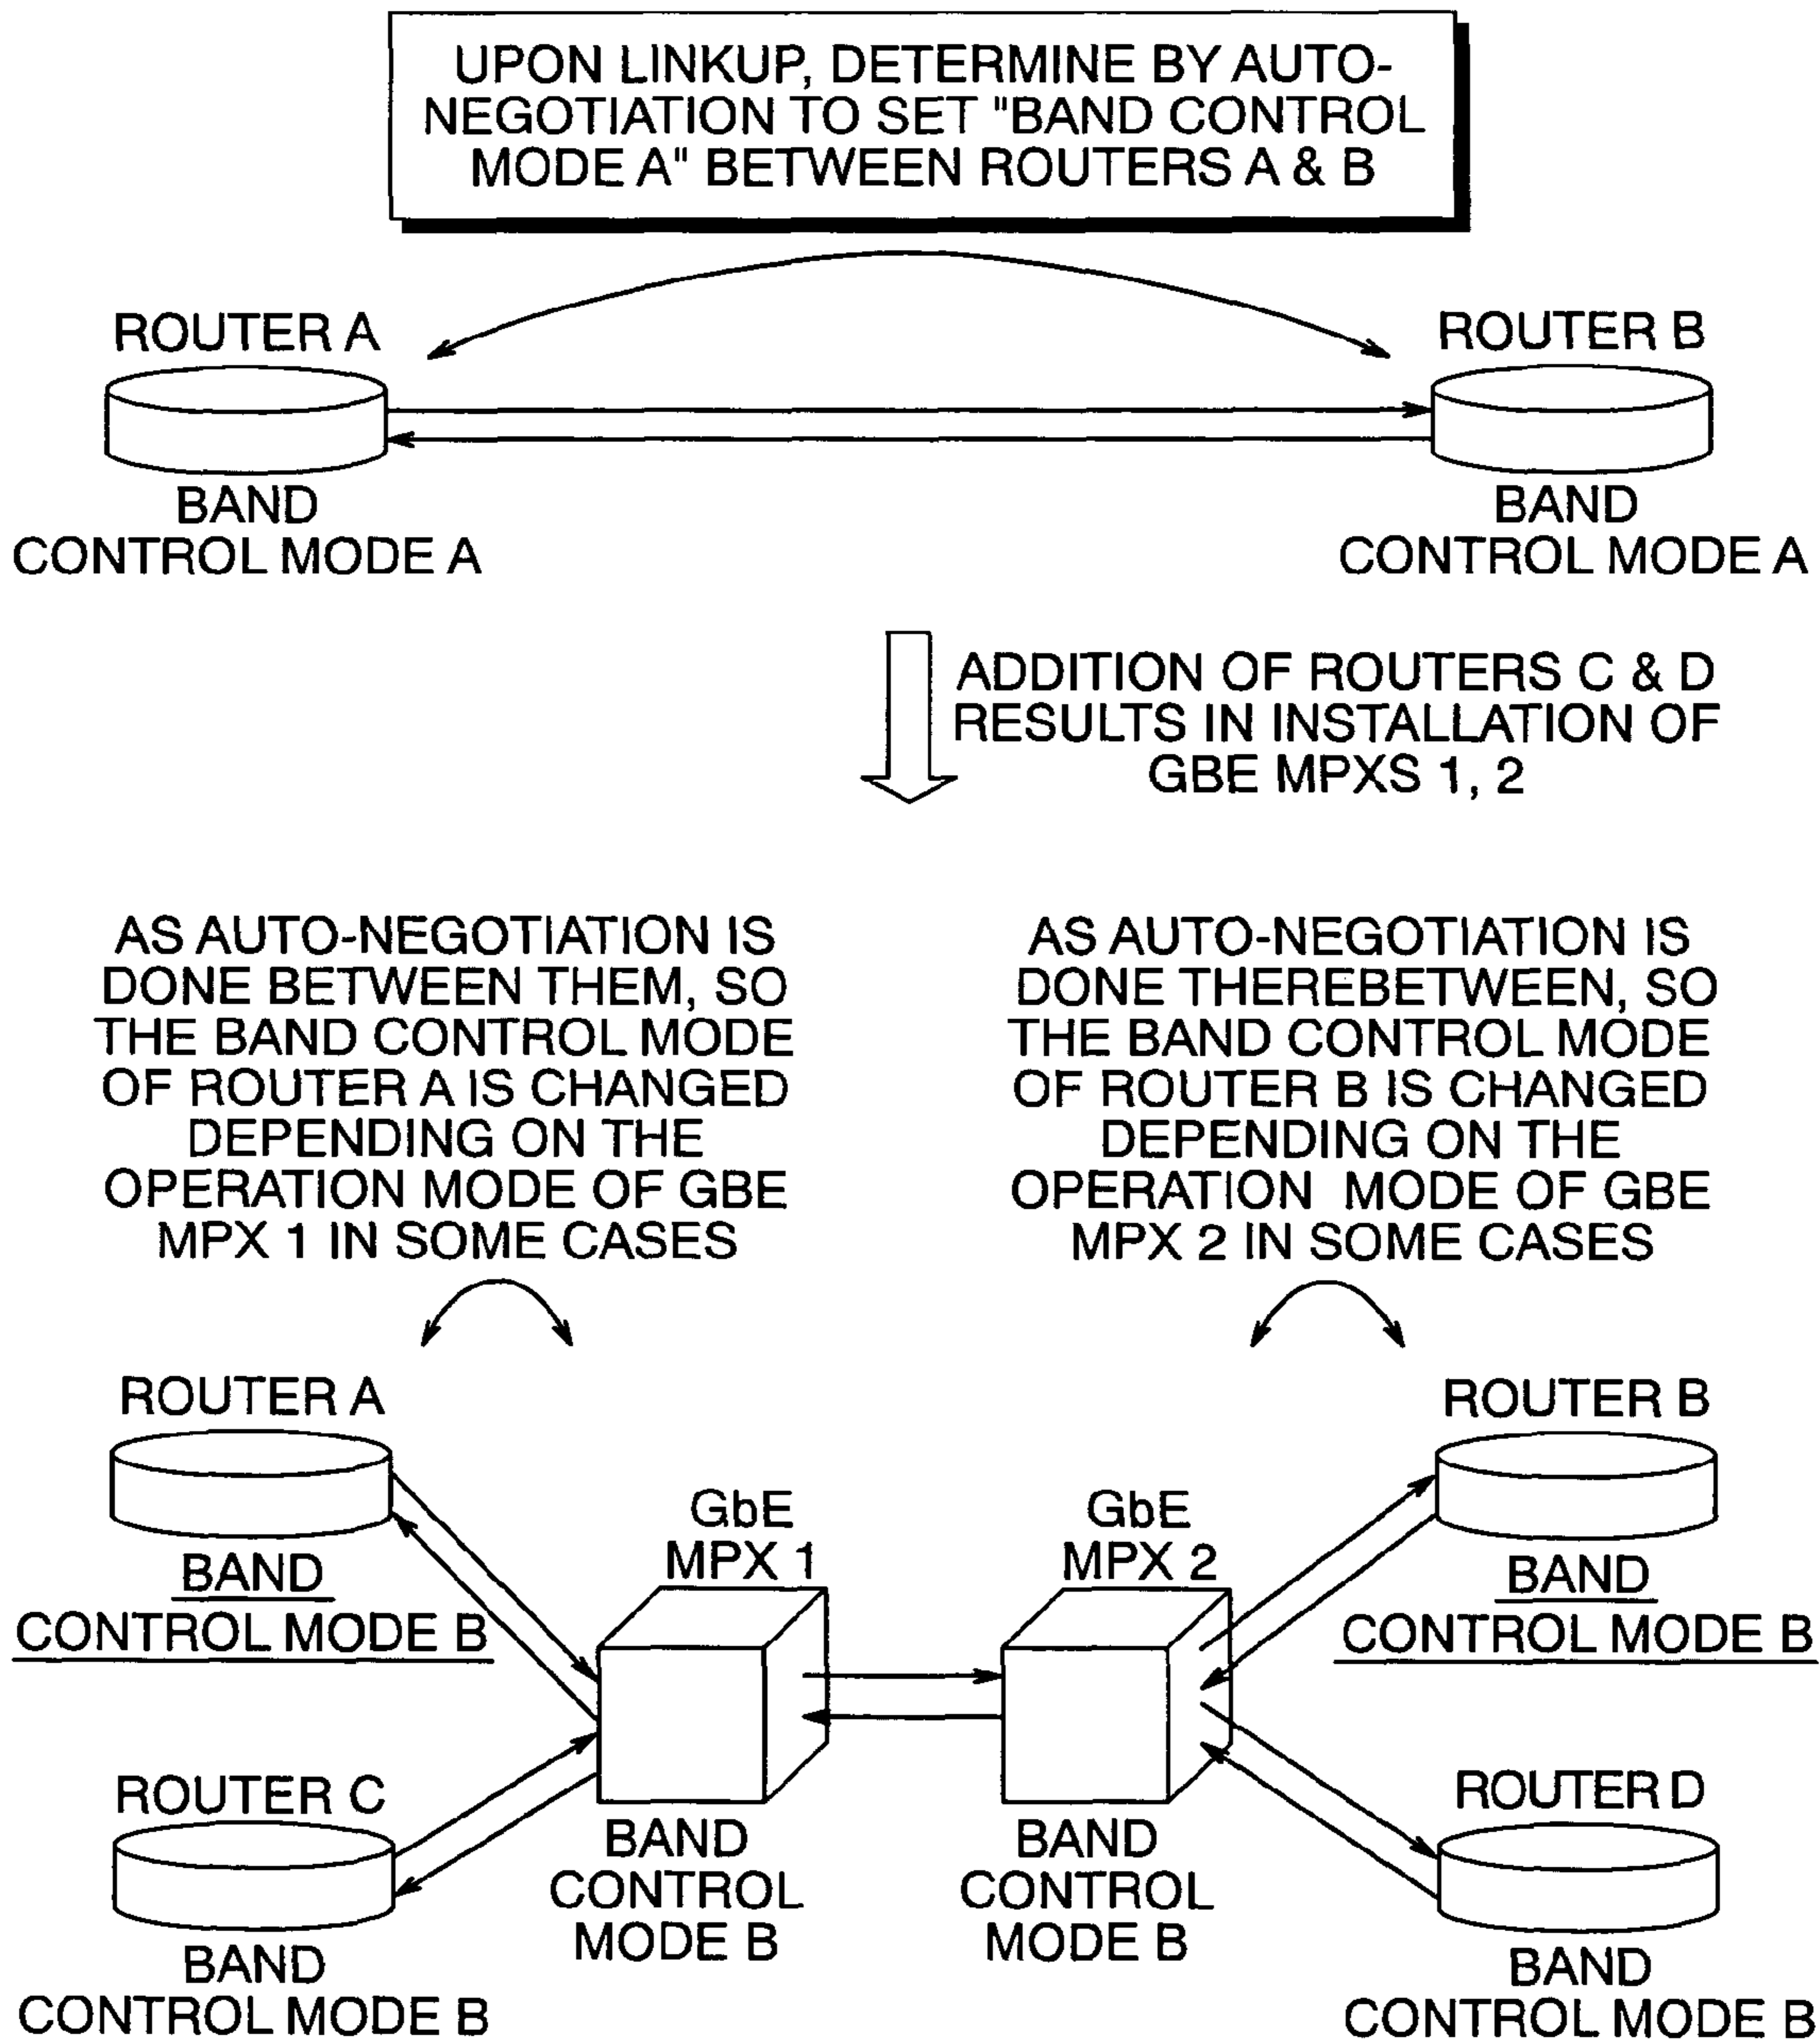 UPON LINKUP, DETERMINE BY AUTO-
NEGOTIATION TO SET "BAND CONTROL
MODE A" BETWEEN ROUTERS A & B
ROUTER A
ROUTER B
BAND
CONTROL MODE A
BAND
CONTROL MODE A
ADDITION OF ROUTERS C & D
RESULTS IN INSTALLATION OF
GBE MPXS 1, 2
AS AUTO-NEGOTIATION IS
DONE BETWEEN THEM, SO
THE BAND CONTROL MODE
OF ROUTER A IS CHANGED
DEPENDING ON THE
OPERATION MODE OF GBE
MPX 1 IN SOME CASES
AS AUTO-NEGOTIATION IS
DONE THEREBETWEEN, SO
THE BAND CONTROL MODE
OF ROUTER B IS CHANGED
DEPENDING ON THE
OPERATION MODE OF GBE
MPX 2 IN SOME CASES
ROUTER A
BAND
CONTROL MODE B
GbE
MPX 1
GbE
MPX 2
ROUTER B
BAND
CONTROL MODE B
ROUTER C
BAND
CONTROL MODE B
BAND
CONTROL
MODE B
BAND
CONTROL
MODE B
ROUTER D
BAND
CONTROL MODE B